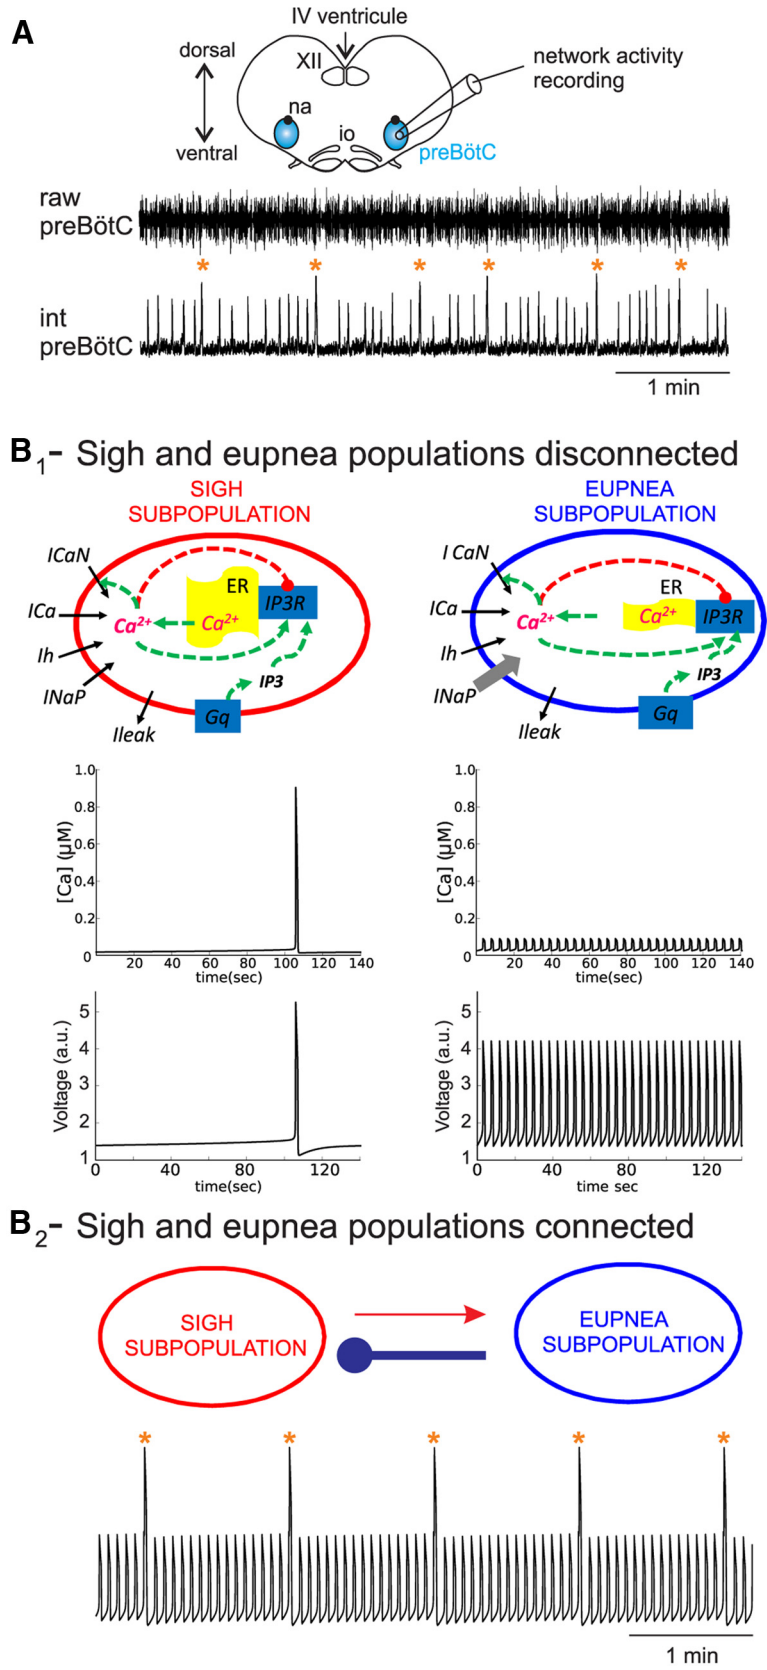 A
IV ventricule
dorsal
XII
network activity
recording
na
io
ventral
preBötC
raw
preBötC
* * * * * *
int
preBötC
1 min
B1- Sigh and eupnea populations disconnected
SIGH
SUBPOPULATION
ICaN
ER
IP3R
ICa
Ca2+
Ca2+
Ih
IP3
INaP
Gq
Ileak
EUPNEA
SUBPOPULATION
I CaN
ER
ICa
Ca2+
Ca2+
IP3R
Ih
IP3
INaP
Gq
Ileak
[Ca] (µM)
1.0
0.8
0.6
0.4
0.2
0
20 40 60 80 100 120 140
time(sec)
[Ca] (µM)
1.0
0.8
0.6
0.4
0.2
0
20 40 60 80 100 120 140
time(sec)
Voltage (a.u.)
5
4
3
2
1
0 40 80 120
time(sec)
Voltage (a.u.)
5
4
3
2
1
0 40 80 120
time sec
B2- Sigh and eupnea populations connected
SIGH
SUBPOPULATION
EUPNEA
SUBPOPULATION
* * * * *
1 min